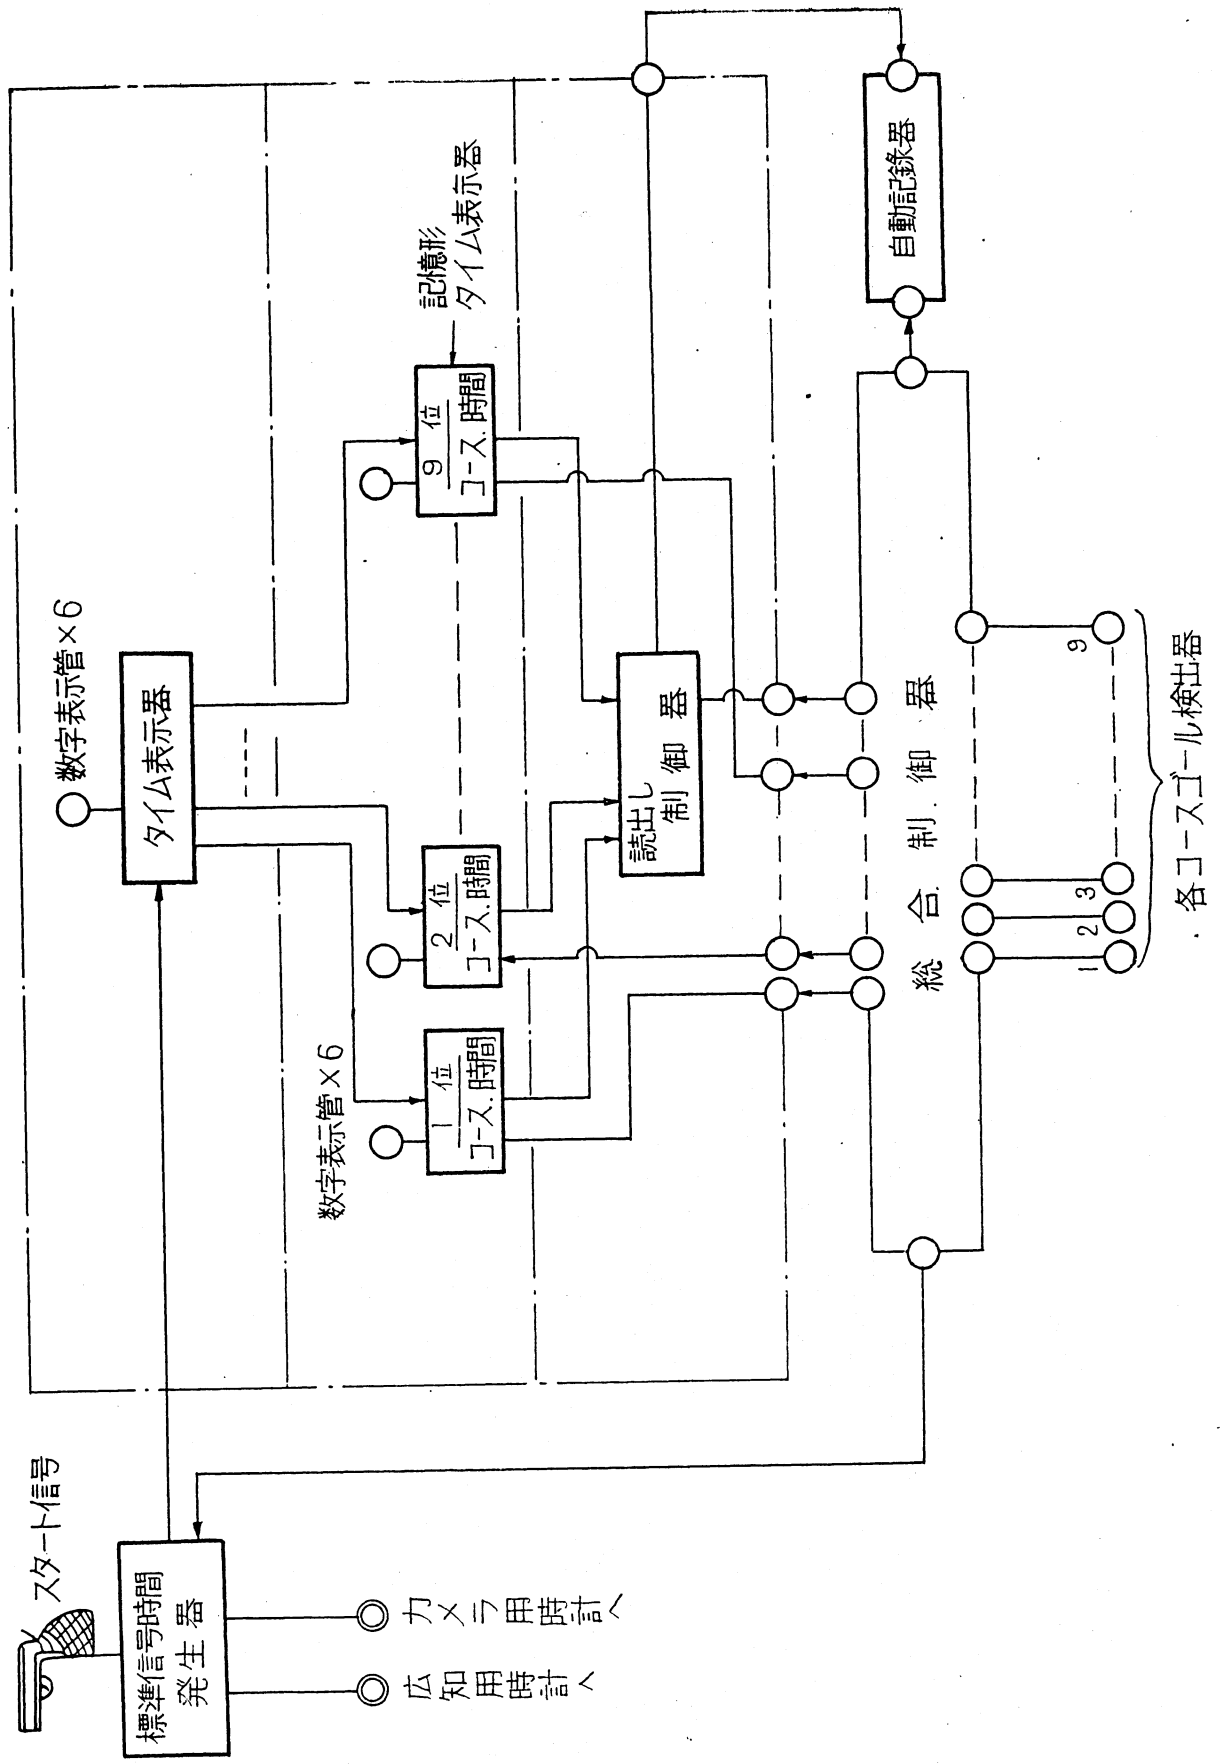 スタート信号
標準信号時間
発生器
広知用時計へ
カメラ用時計へ
数字表示管×6
タイム表示器
数字表示管×6
1位
コース.時間
2位
コース.時間
9位
コース.時間
記憶形
タイム表示器
読出し
制御器
総合制御器
自動記録器
1
2
3
9
各コースゴール検出器